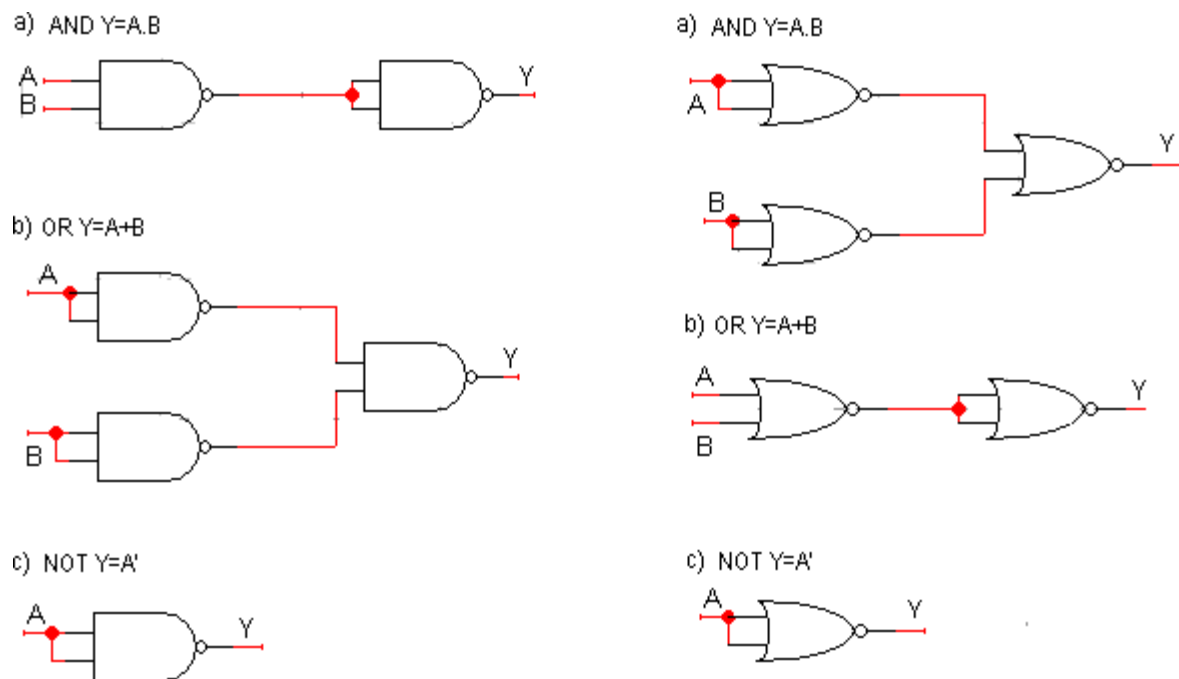 a) AND Y=A.B
A
B
Y
b) OR Y=A+B
A
B
Y
c) NOT Y=A'
A
Y
a) AND Y=A.B
A
B
Y
b) OR Y=A+B
A
B
Y
c) NOT Y=A'
A
Y